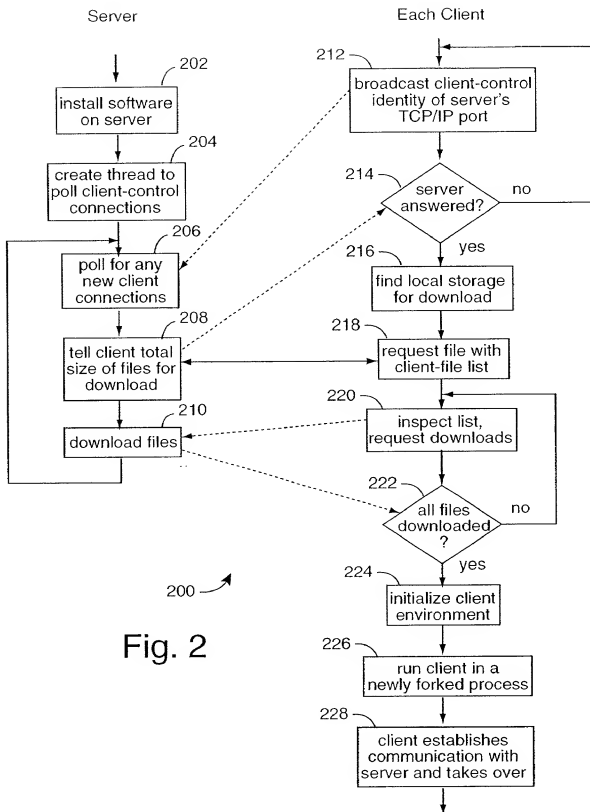 Server
202
install software
on server
204
create thread to
poll client-control
connections
206
poll for any
new client
connections
208
tell client total
size of files for
download
210
download files
200
Fig. 2
Each Client
212
broadcast client-control
identity of server's
TCP/IP port
214
server
answered?
no
yes
216
find local storage
for download
218
request file with
client-file list
220
inspect list,
request downloads
222
all files
downloaded
?
no
yes
224
initialize client
environment
226
run client in a
newly forked process
228
client establishes
communication with
server and takes over